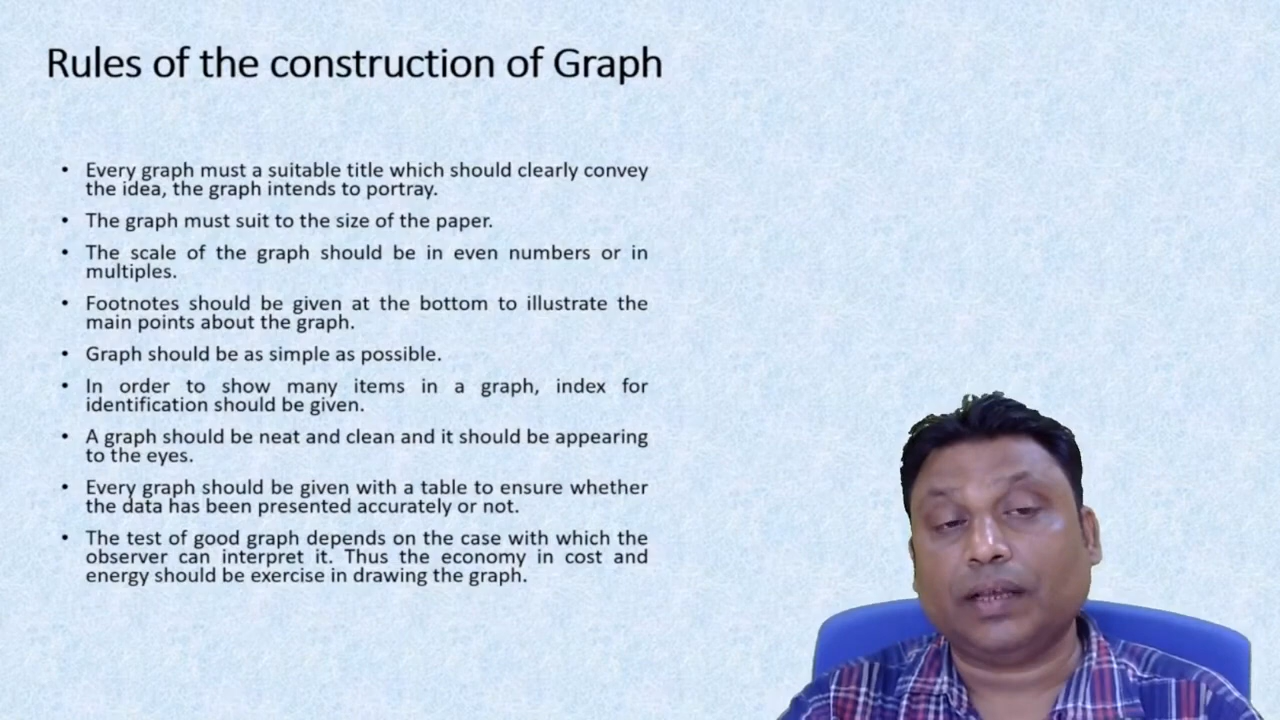 Rules of the construction of Graph
• Every graph must a suitable title which should clearly convey
the idea, the graph intends to portray.
• The graph must suit to the size of the paper.
• The scale of the graph should be in even numbers or in
multiples.
• Footnotes should be given at the bottom to illustrate the
main points about the graph.
• Graph should be as simple as possible.
• In order to show many items in a graph, index for
identification should be given.
• A graph should be neat and clean and it should be appearing
to the eyes.
• Every graph should be given with a table to ensure whether
the data has been presented accurately or not.
• The test of good graph depends on the case with which the
observer can interpret it. Thus the economy in cost and
energy should be exercise in drawing the graph.